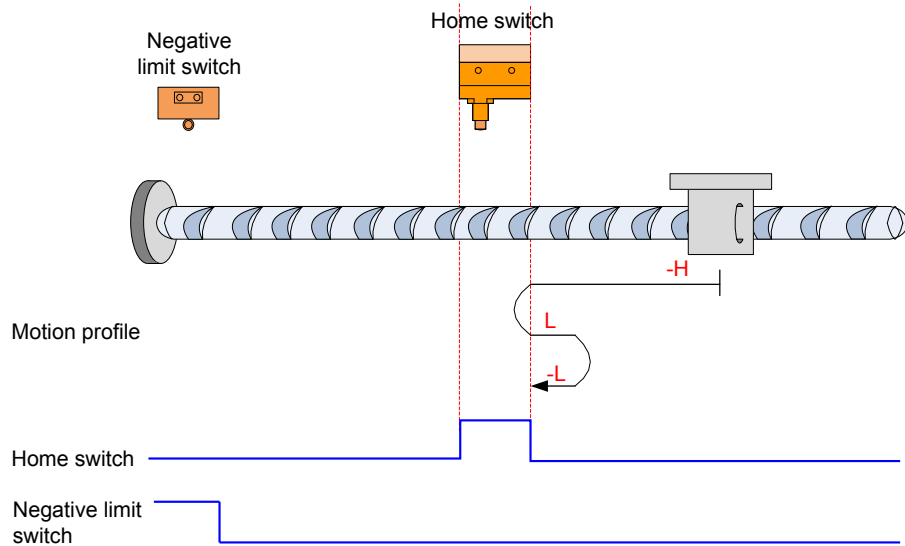 Home switch
Negative
limit switch
-H
Motion profile
L
-L
Home switch
Negative limit
switch